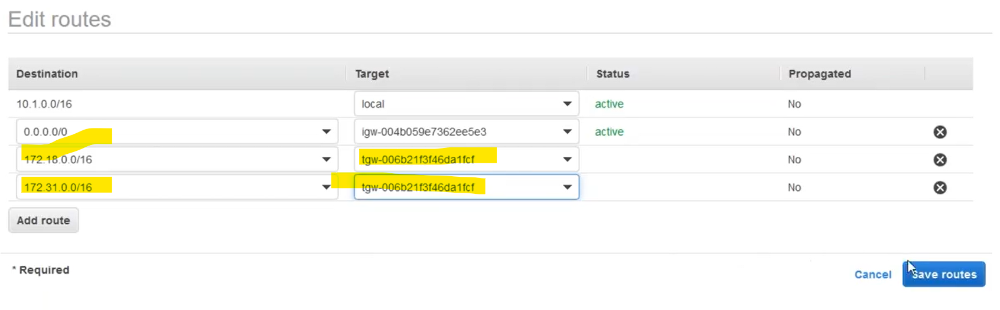 Edit routes
Destination Target Status Propagated
10.1.0.0/16 local active No
0.0.0.0/0 igw-004b059e7362ee5e3 active No
172.18.0.0/16 tgw-006b21f3f46da1fcf No
172.31.0.0/16 tgw-006b21f3f46da1fcf No
Add route
* Required
Cancel Save routes